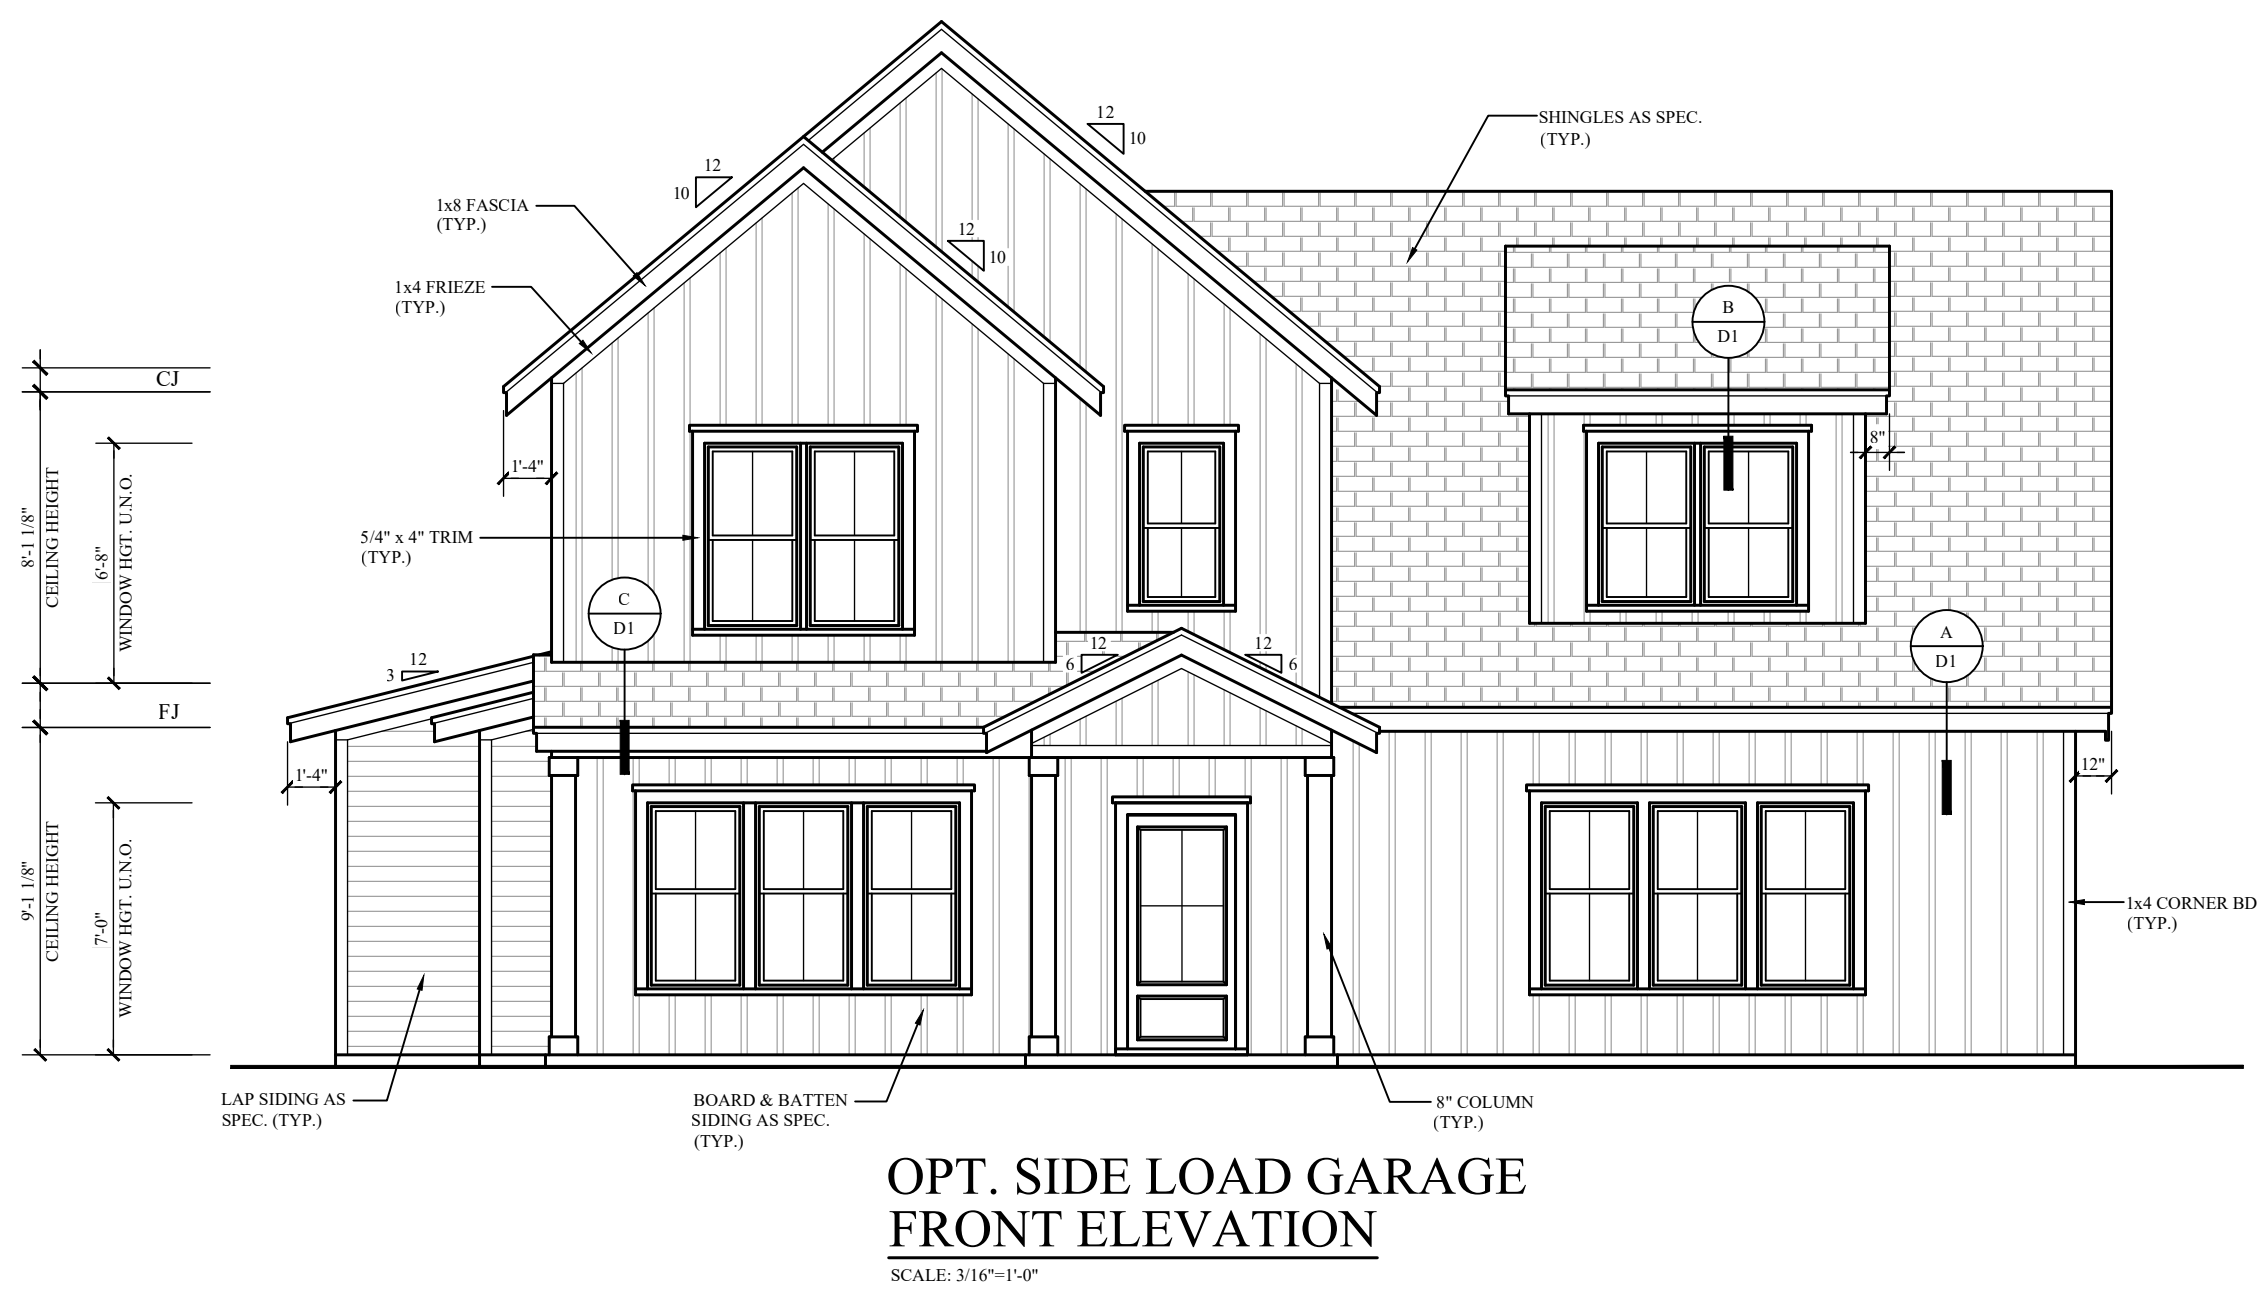 12
10
SHINGLES AS SPEC.
(TYP.)
12
10
1x8 FASCIA
(TYP.)
12
10
1x4 FRIEZE
(TYP.)
B
D1
CJ
8'-1 1/8"
CEILING HEIGHT
6'-8"
WINDOW HGT. U.N.O.
1'-4"
8"
5/4" x 4" TRIM
(TYP.)
C
D1
A
D1
12
3
12
6
12
6
FJ
1'-4"
12"
9'-1 1/8"
CEILING HEIGHT
7'-0"
WINDOW HGT. U.N.O.
1x4 CORNER BD
(TYP.)
LAP SIDING AS
SPEC. (TYP.)
BOARD & BATTEN
SIDING AS SPEC.
(TYP.)
8" COLUMN
(TYP.)
OPT. SIDE LOAD GARAGE
FRONT ELEVATION
SCALE: 3/16"=1'-0"